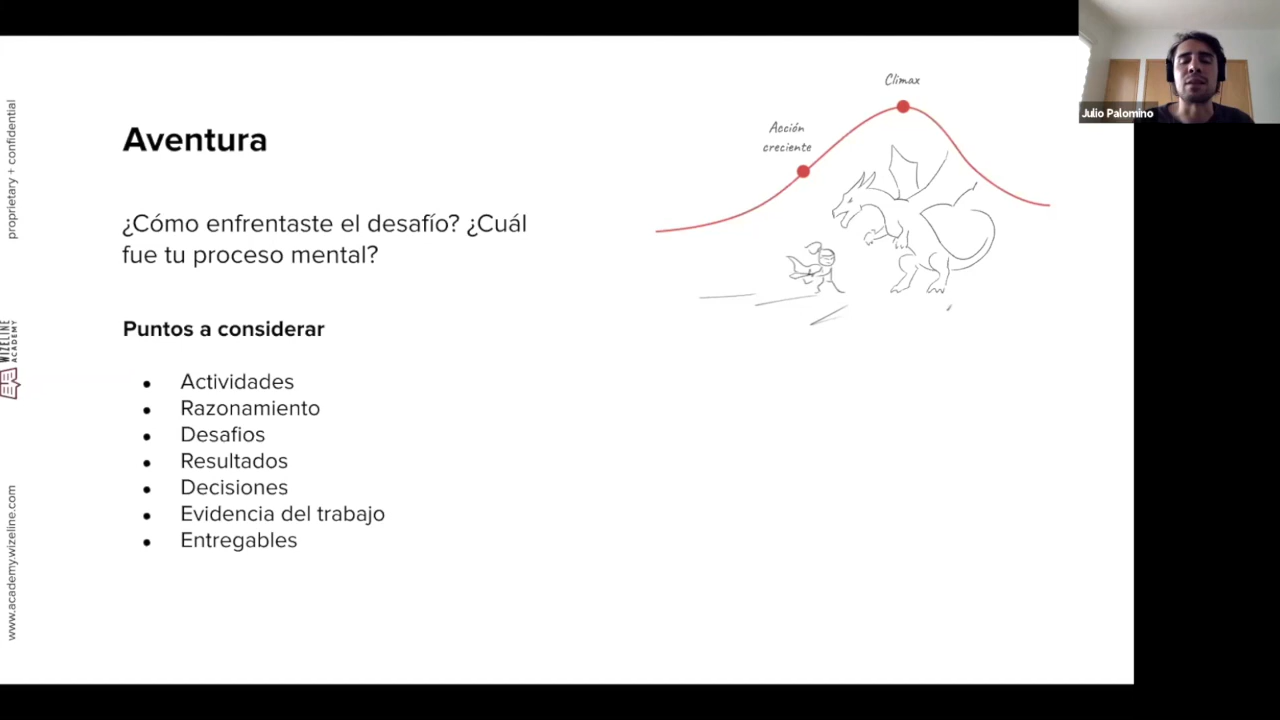 Aventura
¿Cómo enfrentaste el desafío? ¿Cuál
fue tu proceso mental?
Puntos a considerar
Actividades
Razonamiento
Desafios
Resultados
Decisiones
Evidencia del trabajo
Entregables
Acción
creciente
Climax
Julio Palomino
proprietary + confidential
WIZELINE
ACADEMY
www.academy.wizeline.com